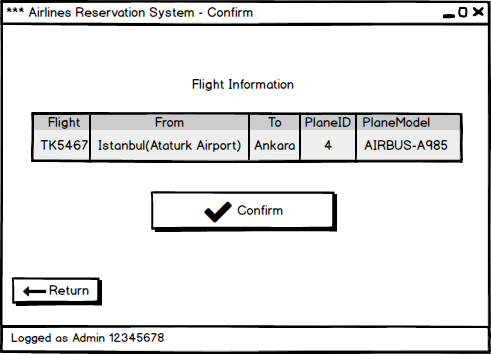 *** Airlines Reservation System - Confirm
Flight Information
Flight From To PlaneID PlaneModel
TK5467 Istanbul(Ataturk Airport) Ankara 4 AIRBUS-A985
Confirm
Return
Logged as Admin 12345678